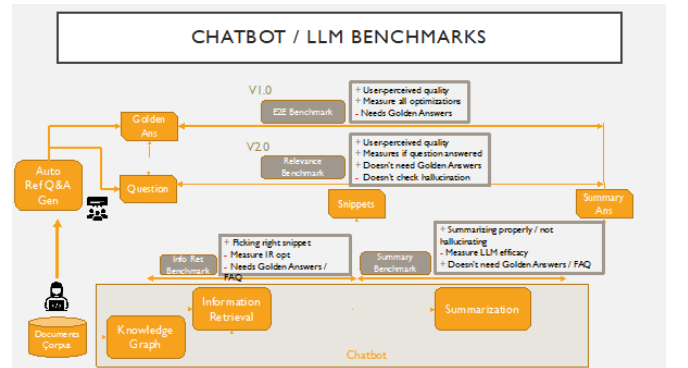 CHATBOT / LLM BENCHMARKS
V1.0
E2E Benchmark
+ User-perceived quality
+ Measure all optimizations
- Needs Golden Answers
Golden
Ans
V2.0
Relevance
Benchmark
+ User-perceived quality
+ Measures if question answered
+ Doesn't need Golden Answers
- Doesn't check hallucination
Auto
Ref Q&A
Gen
Question
Snippets
Summary
Ans
Info Ret
Benchmark
+ Picking right snippet
- Measure IR opt
- Needs Golden Answers /
FAQ
Summary
Benchmark
+ Summarizing properly / not
hallucinating
- Measure LLM efficacy
+ Doesn't need Golden Answers / FAQ
Information
Retrieval
Summarization
Documents
Corpus
Knowledge
Graph
Chatbot